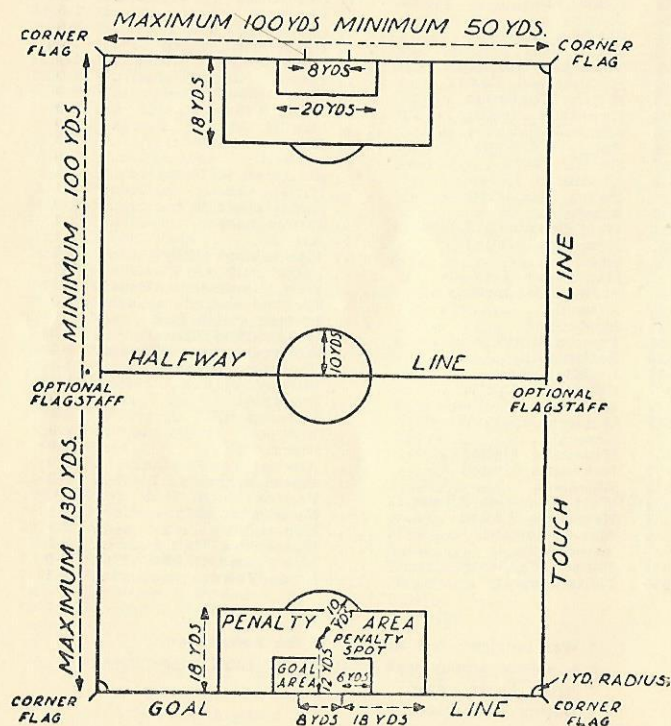 MAXIMUM 100 YDS MINIMUM 50 YDS.
CORNER FLAG
CORNER FLAG
8 YDS
20 YDS
18 YDS
MINIMUM 100 YDS
LINE
10 YDS
HALFWAY LINE
OPTIONAL FLAGSTAFF
OPTIONAL FLAGSTAFF
MAXIMUM 130 YDS.
TOUCH
10 YDS
PENALTY AREA
PENALTY SPOT
18 YDS
12 YDS
GOAL AREA
6 YDS
1 YD. RADIUS
CORNER FLAG
GOAL LINE
CORNER FLAG
8 YDS
18 YDS